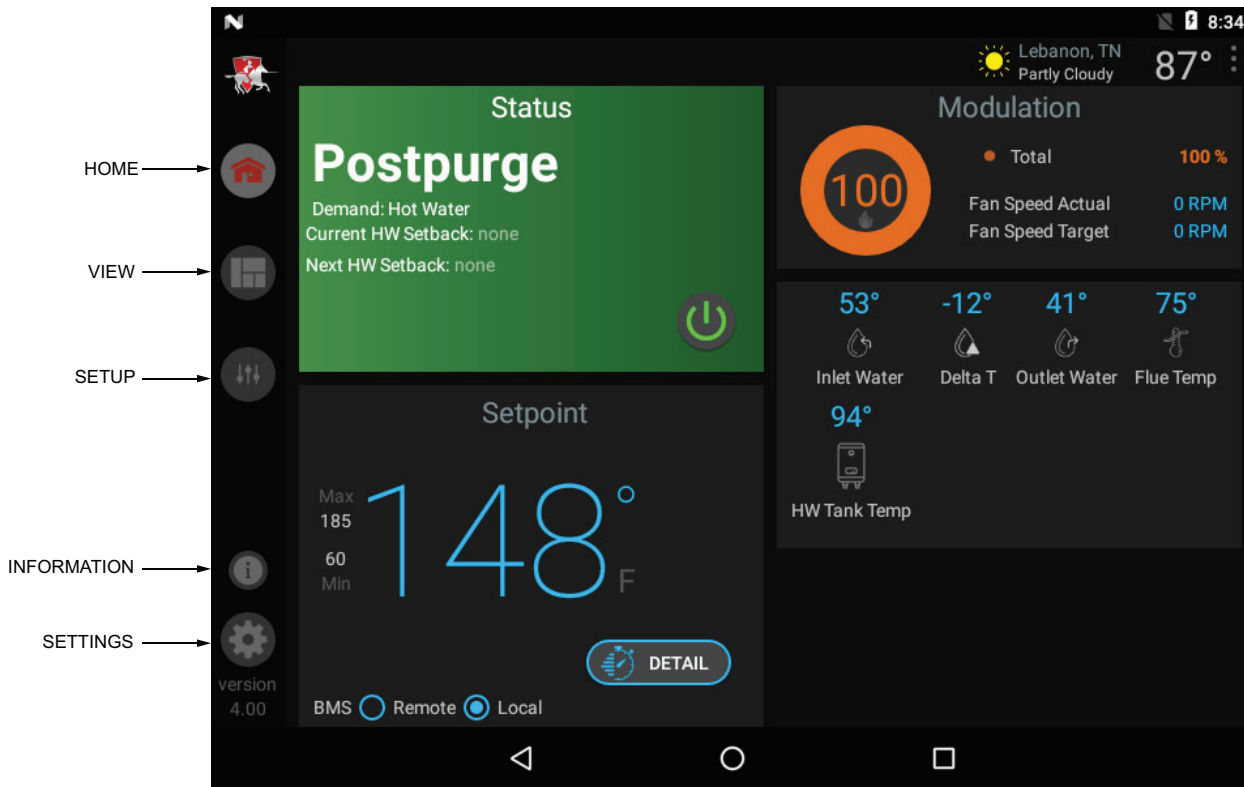 8:34
Lebanon, TN
Partly Cloudy
87°
HOME
VIEW
SETUP
INFORMATION
SETTINGS
version
4.00
Status
Postpurge
Demand: Hot Water
Current HW Setback: none
Next HW Setback: none
Modulation
100
Total 100 %
Fan Speed Actual 0 RPM
Fan Speed Target 0 RPM
53° -12° 41° 75°
Inlet Water Delta T Outlet Water Flue Temp
94°
HW Tank Temp
Setpoint
Max
185
60
Min
148° F
DETAIL
BMS Remote Local